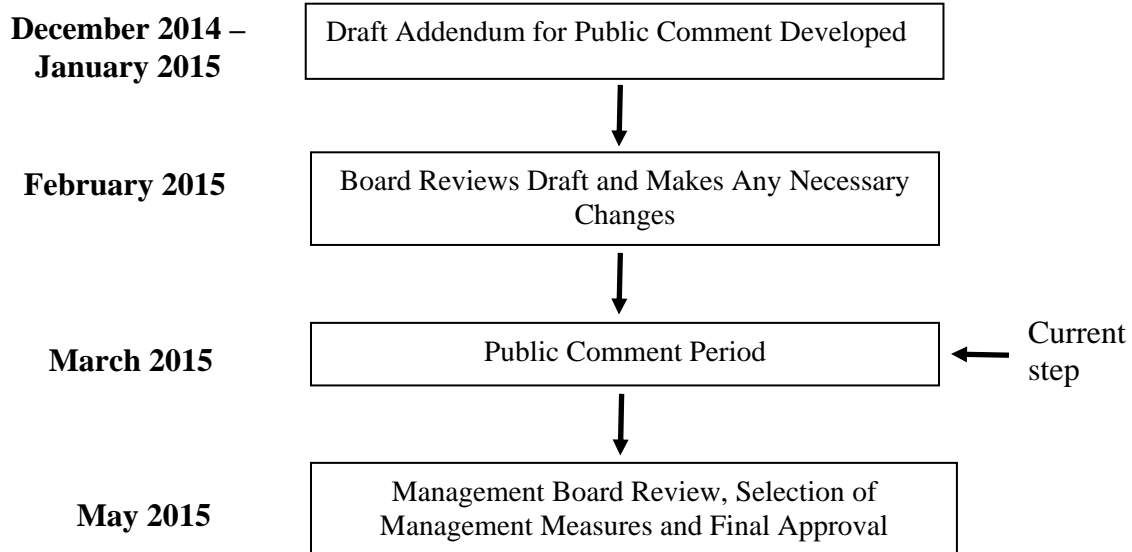 December 2014 –
January 2015
Draft Addendum for Public Comment Developed
February 2015
Board Reviews Draft and Makes Any Necessary
Changes
March 2015
Public Comment Period
Current
step
May 2015
Management Board Review, Selection of
Management Measures and Final Approval